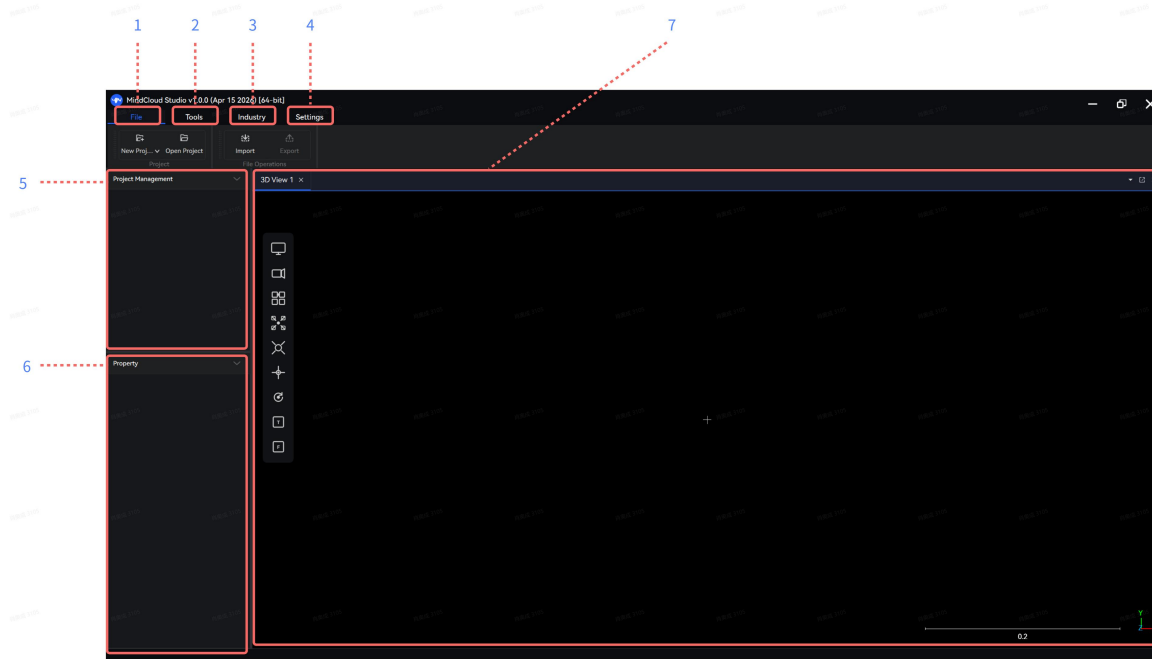 1 2 3 4 7
MindCloud Studio v1.0.0 (Apr 15 2026) [64-bit]
File Tools Industry Settings
New Proj... Open Project Import Export
Project File Operations
5
Project Management
3D View 1
6
Property
T
F
Y
Z
0.2